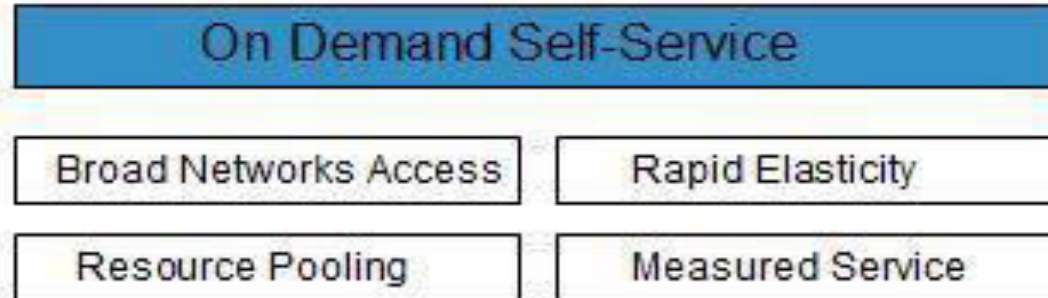 On Demand Self-Service
Broad Networks Access
Rapid Elasticity
Resource Pooling
Measured Service